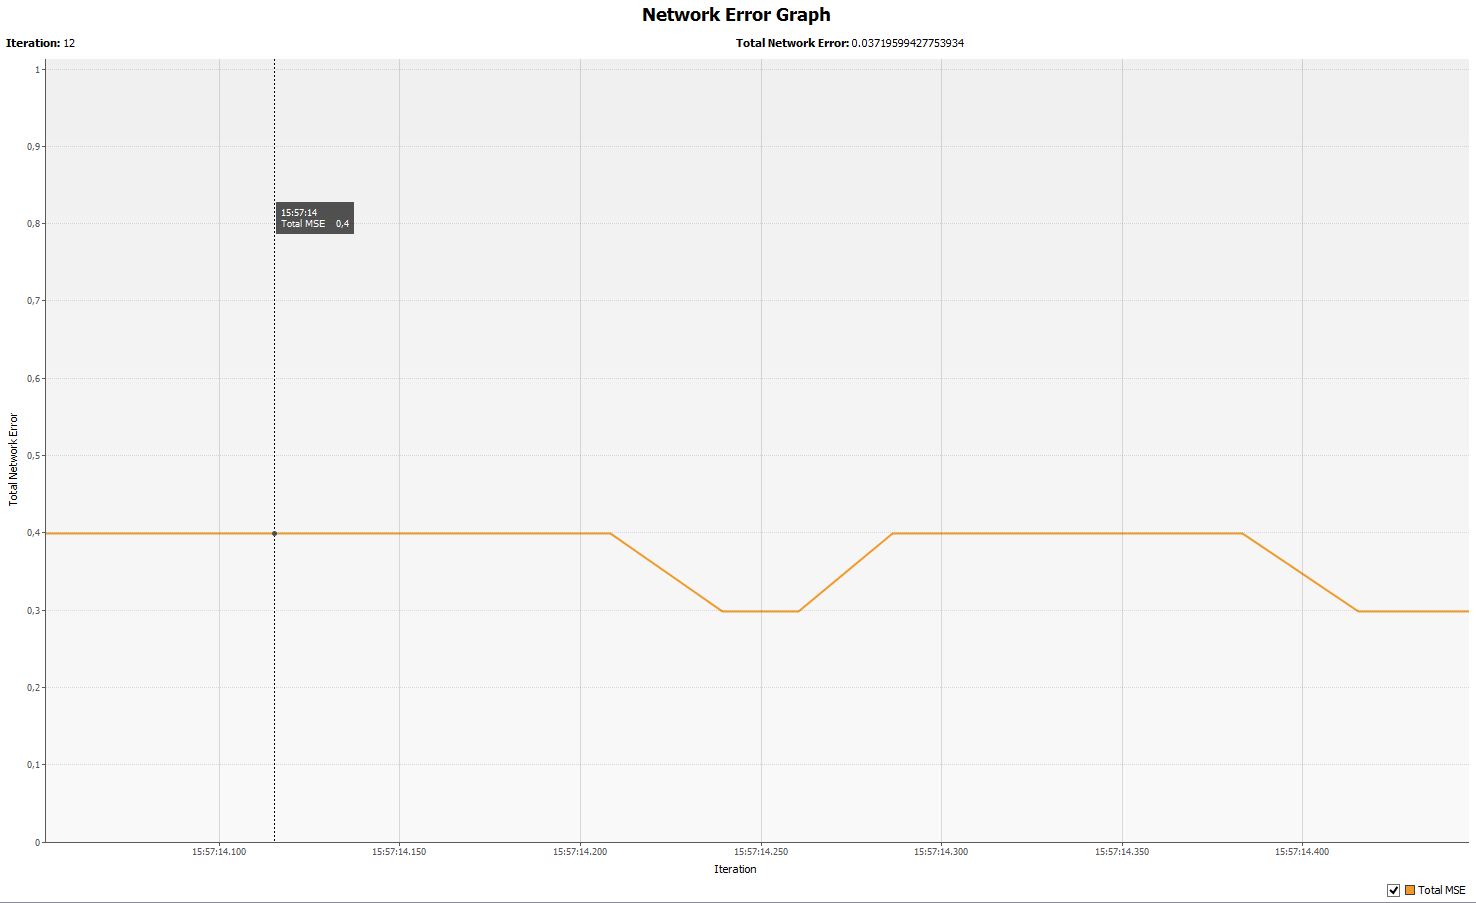 Network Error Graph
Iteration: 12
Total Network Error: 0.03719599427753934
1
0,9
0,8
0,7
0,6
0,5
0,4
0,3
0,2
0,1
0
Total Network Error
15:57:14
Total MSE 0,4
15:57:14.100
15:57:14.150
15:57:14.200
15:57:14.250
15:57:14.300
15:57:14.350
15:57:14.400
Iteration
Total MSE